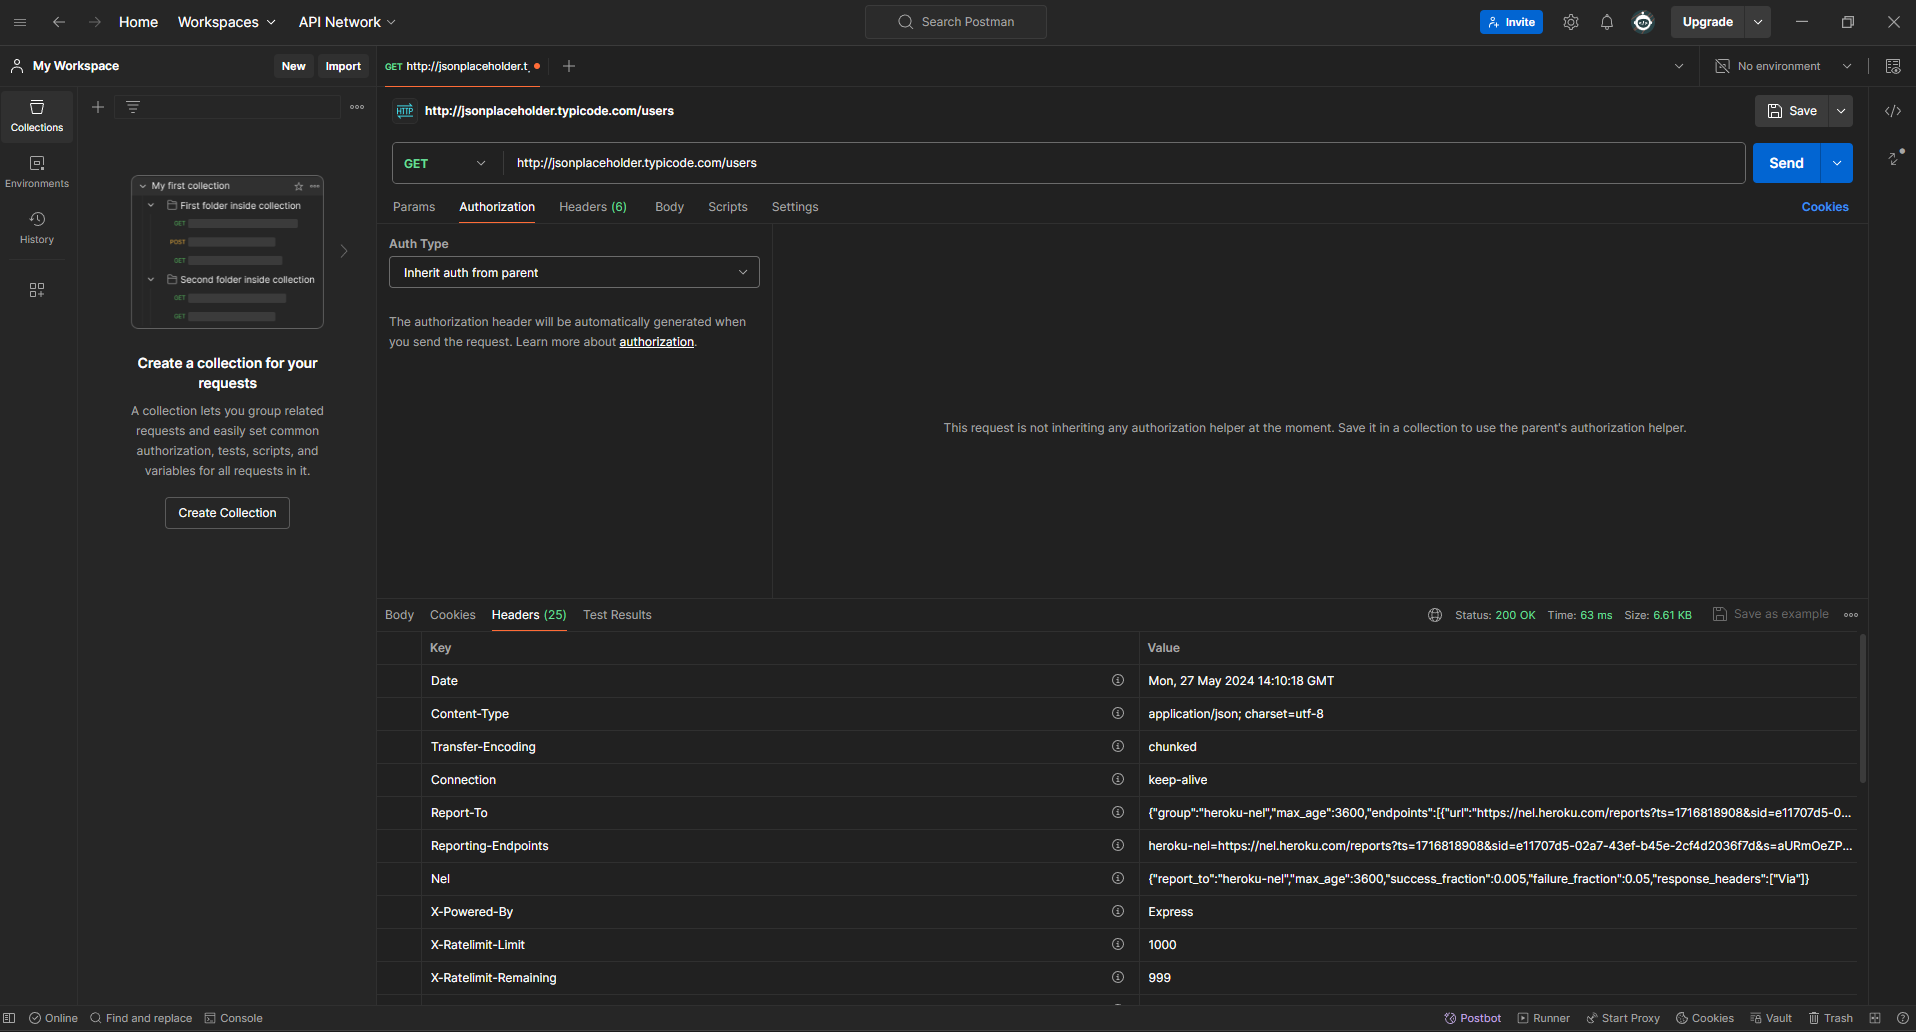 Home
Workspaces
API Network
Search Postman
Invite
Upgrade
My Workspace
New
Import
GET http://jsonplaceholder.t
No environment
Collections
Environments
History
My first collection
First folder inside collection
GET
POST
GET
Second folder inside collection
GET
GET
Create a collection for your
requests
A collection lets you group related
requests and easily set common
authorization, tests, scripts, and
variables for all requests in it.
Create Collection
HTTP http://jsonplaceholder.typicode.com/users
Save
GET http://jsonplaceholder.typicode.com/users
Send
Params Authorization Headers (6) Body Scripts Settings
Cookies
Auth Type
Inherit auth from parent
The authorization header will be automatically generated when
you send the request. Learn more about authorization.
This request is not inheriting any authorization helper at the moment. Save it in a collection to use the parent's authorization helper.
Body Cookies Headers (25) Test Results
Status: 200 OK Time: 63 ms Size: 6.61 KB Save as example
Key Value
Date Mon, 27 May 2024 14:10:18 GMT
Content-Type application/json; charset=utf-8
Transfer-Encoding chunked
Connection keep-alive
Report-To {"group":"heroku-nel","max_age":3600,"endpoints":[{"url":"https://nel.heroku.com/reports?ts=1716818908&sid=e11707d5-0...
Reporting-Endpoints heroku-nel=https://nel.heroku.com/reports?ts=1716818908&sid=e11707d5-02a7-43ef-b45e-2cf4d2036f7d&s=aURmOeZP...
Nel {"report_to":"heroku-nel","max_age":3600,"success_fraction":0.005,"failure_fraction":0.05,"response_headers":["Via"]}
X-Powered-By Express
X-Ratelimit-Limit 1000
X-Ratelimit-Remaining 999
Online Find and replace Console
Postbot Runner Start Proxy Cookies Vault Trash